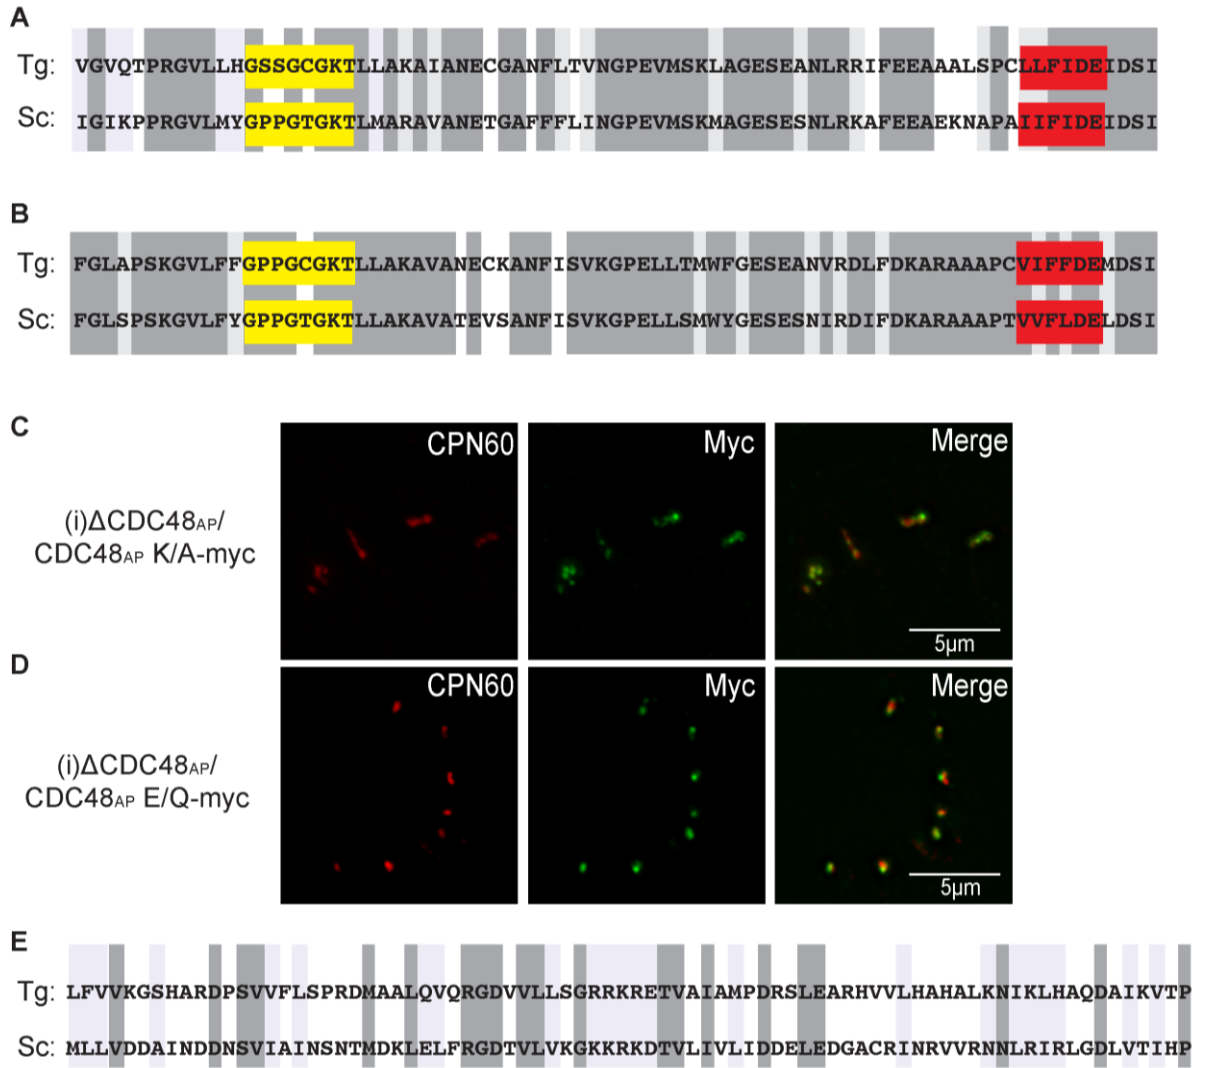 A
Tg: VGVQTPRGVLLHGSSGCGKTLLAKAIANECGANFLTVNGPEVMSKLAGESEANLRRIFEEAAALSPCLLFIDEIDSI
Sc: IGIKPPRGVLMYGPPGTGKTLMARAVANETGAFFFLINGPEVMSKMAGESESNLRKAFEEAEKNAPAIIFIDEIDSI
B
Tg: FGLAPSKGVLFFGPPGCGKTLLAKAVANECKANFISVKGPELLTMWFGESEANVRDLFDKARAAAPCVIFFDEMDSI
Sc: FGLSPSKGVLFYGPPGTGKTLLAKAVATEVSANFISVKGPELLSMWYGESESNIRDIFDKARAAAPTVVFLDELDSI
C
CPN60 Myc Merge
(i)ΔCDC48AP/
CDC48AP K/A-myc
5µm
D
CPN60 Myc Merge
(i)ΔCDC48AP/
CDC48AP E/Q-myc
5µm
E
Tg: LFVVKGSHARDPSVVFLSPRDMAALQVQRGDVVLLSGRRKRETVAIAMPDRSLEARHVVLHAHALKNIKLHAQDAIKVTP
Sc: MLLVDDAINDDNSVIAINSNTMDKLELFRGDTVLVKGKKRKDTVLIVLIDDELEDGACRINRVVRNNLRIRLGDLVTIHP